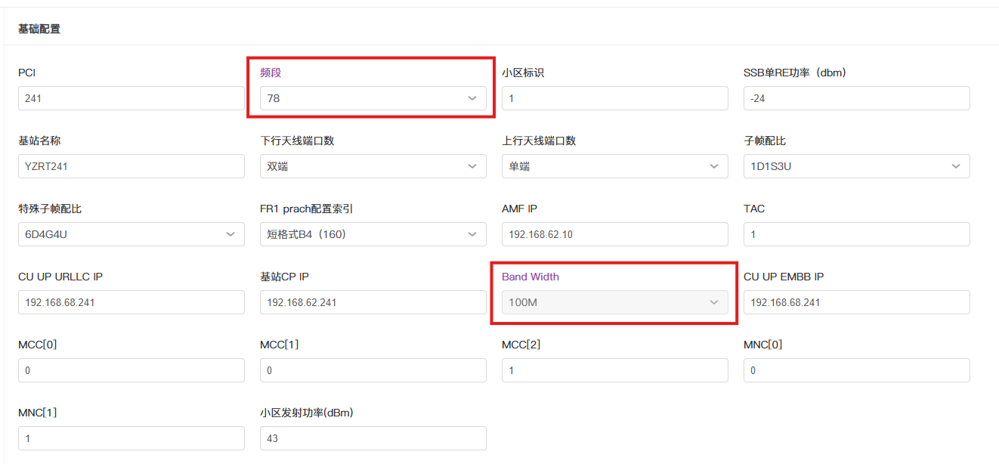 基础配置
PCI 频段 小区标识 SSB单RE功率（dbm）
241 78 1 -24
基站名称 下行天线端口数 上行天线端口数 子帧配比
YZRT241 双端 单端 1D1S3U
特殊子帧配比 FR1 prach配置索引 AMF IP TAC
6D4G4U 短格式B4（160） 192.168.62.10 1
CU UP URLLC IP 基站CP IP Band Width CU UP EMBB IP
192.168.68.241 192.168.62.241 100M 192.168.68.241
MCC[0] MCC[1] MCC[2] MNC[0]
0 0 1 0
MNC[1] 小区发射功率(dBm)
1 43